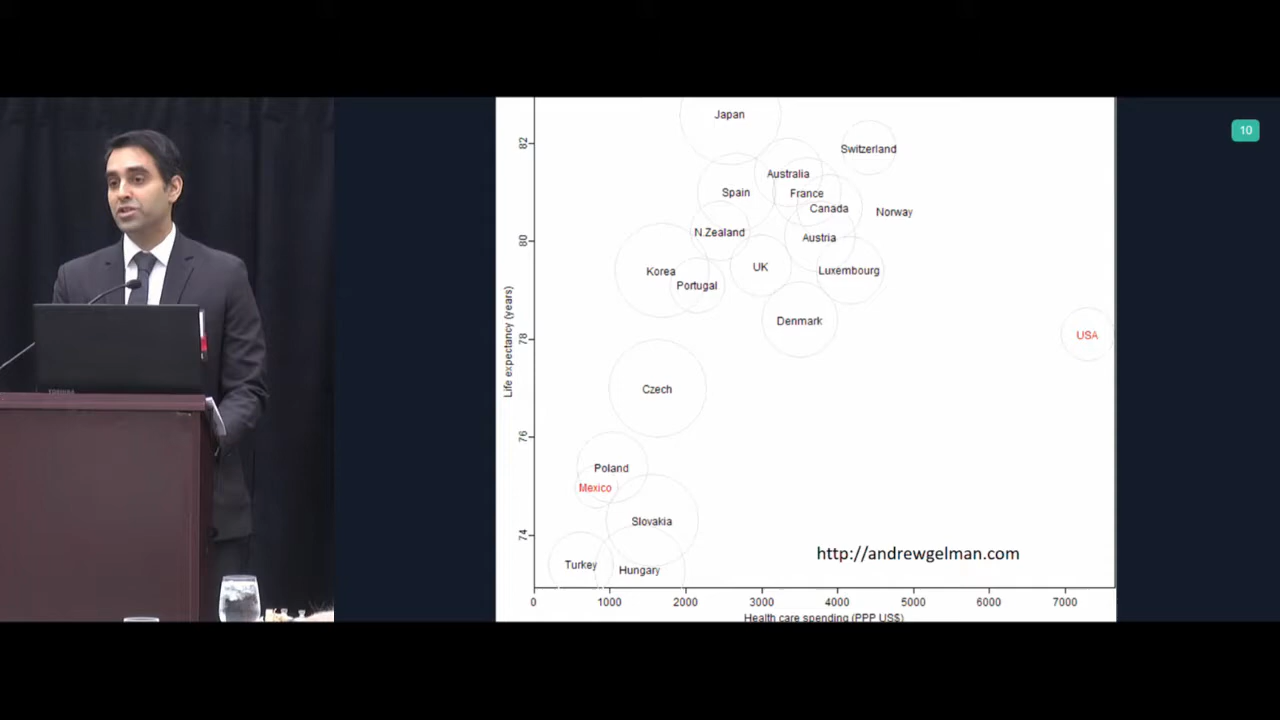 10
Japan
82
Switzerland
Australia
Spain
France
Canada
Norway
N.Zealand
80
Austria
UK
Korea
Luxembourg
Portugal
Life expectancy (years)
Denmark
USA
78
Czech
76
Poland
Mexico
Slovakia
74
http://andrewgelman.com
Turkey
Hungary
0 1000 2000 3000 4000 5000 6000 7000
Health care spending (PPP US$)
TOSHIBA